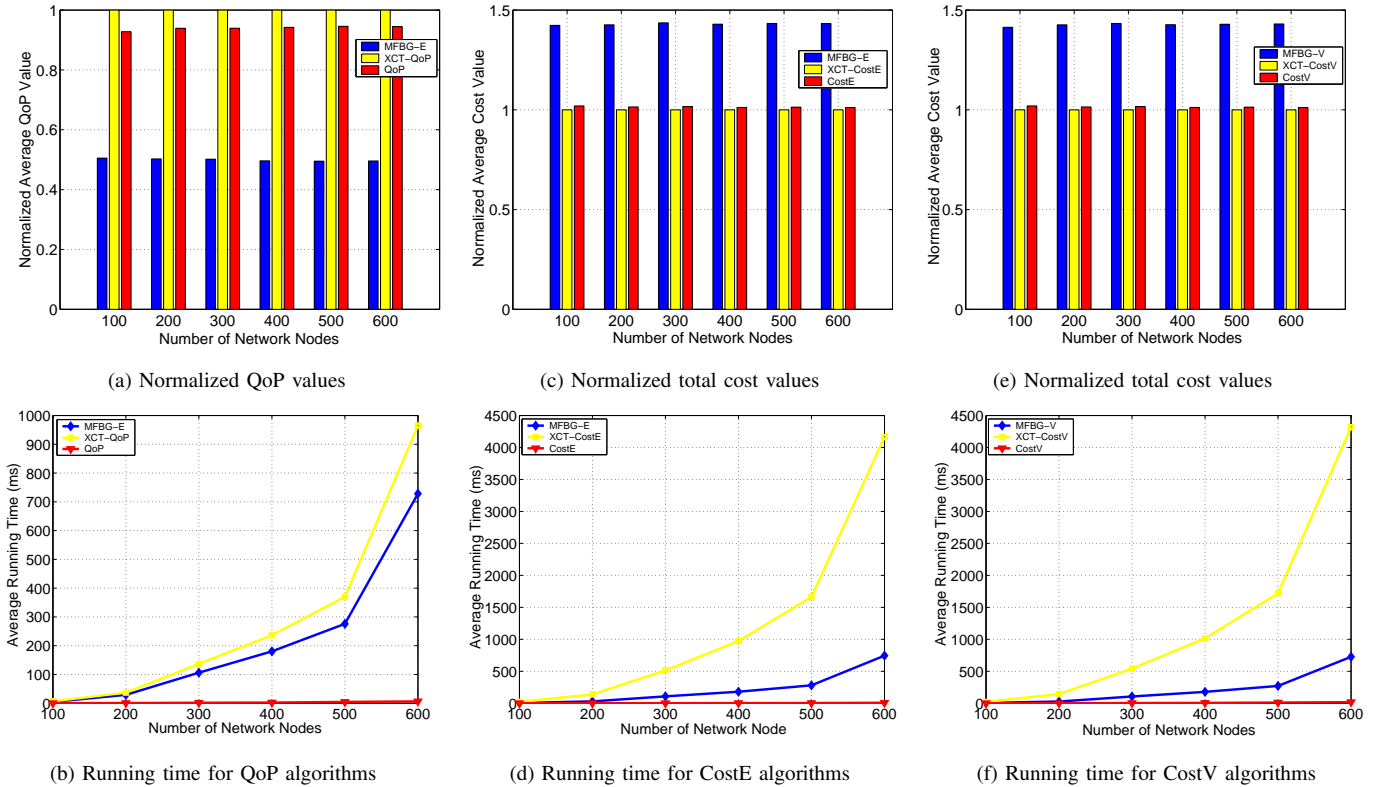 Normalized Average QoP Value
1
0.8
0.6
0.4
0.2
0
MFBG-E
XCT-QoP
QoP
100 200 300 400 500 600
Number of Network Nodes
(a) Normalized QoP values
Normalized Average Cost Value
1.5
1
0.5
0
MFBG-E
XCT-CostE
CostE
100 200 300 400 500 600
Number of Network Nodes
(c) Normalized total cost values
Normalized Average Cost Value
1.5
1
0.5
0
MFBG-V
XCT-CostV
CostV
100 200 300 400 500 600
Number of Network Nodes
(e) Normalized total cost values
Average Running Time (ms)
1000
900
800
700
600
500
400
300
200
100
0
MFBG-E
XCT-QoP
QoP
100 200 300 400 500 600
Number of Network Nodes
(b) Running time for QoP algorithms
Average Running Time (ms)
4500
4000
3500
3000
2500
2000
1500
1000
500
0
MFBG-E
XCT-CostE
CostE
100 200 300 400 500 600
Number of Network Node
(d) Running time for CostE algorithms
Average Running Time (ms)
4500
4000
3500
3000
2500
2000
1500
1000
500
0
MFBG-V
XCT-CostV
CostV
100 200 300 400 500 600
Number of Network Nodes
(f) Running time for CostV algorithms